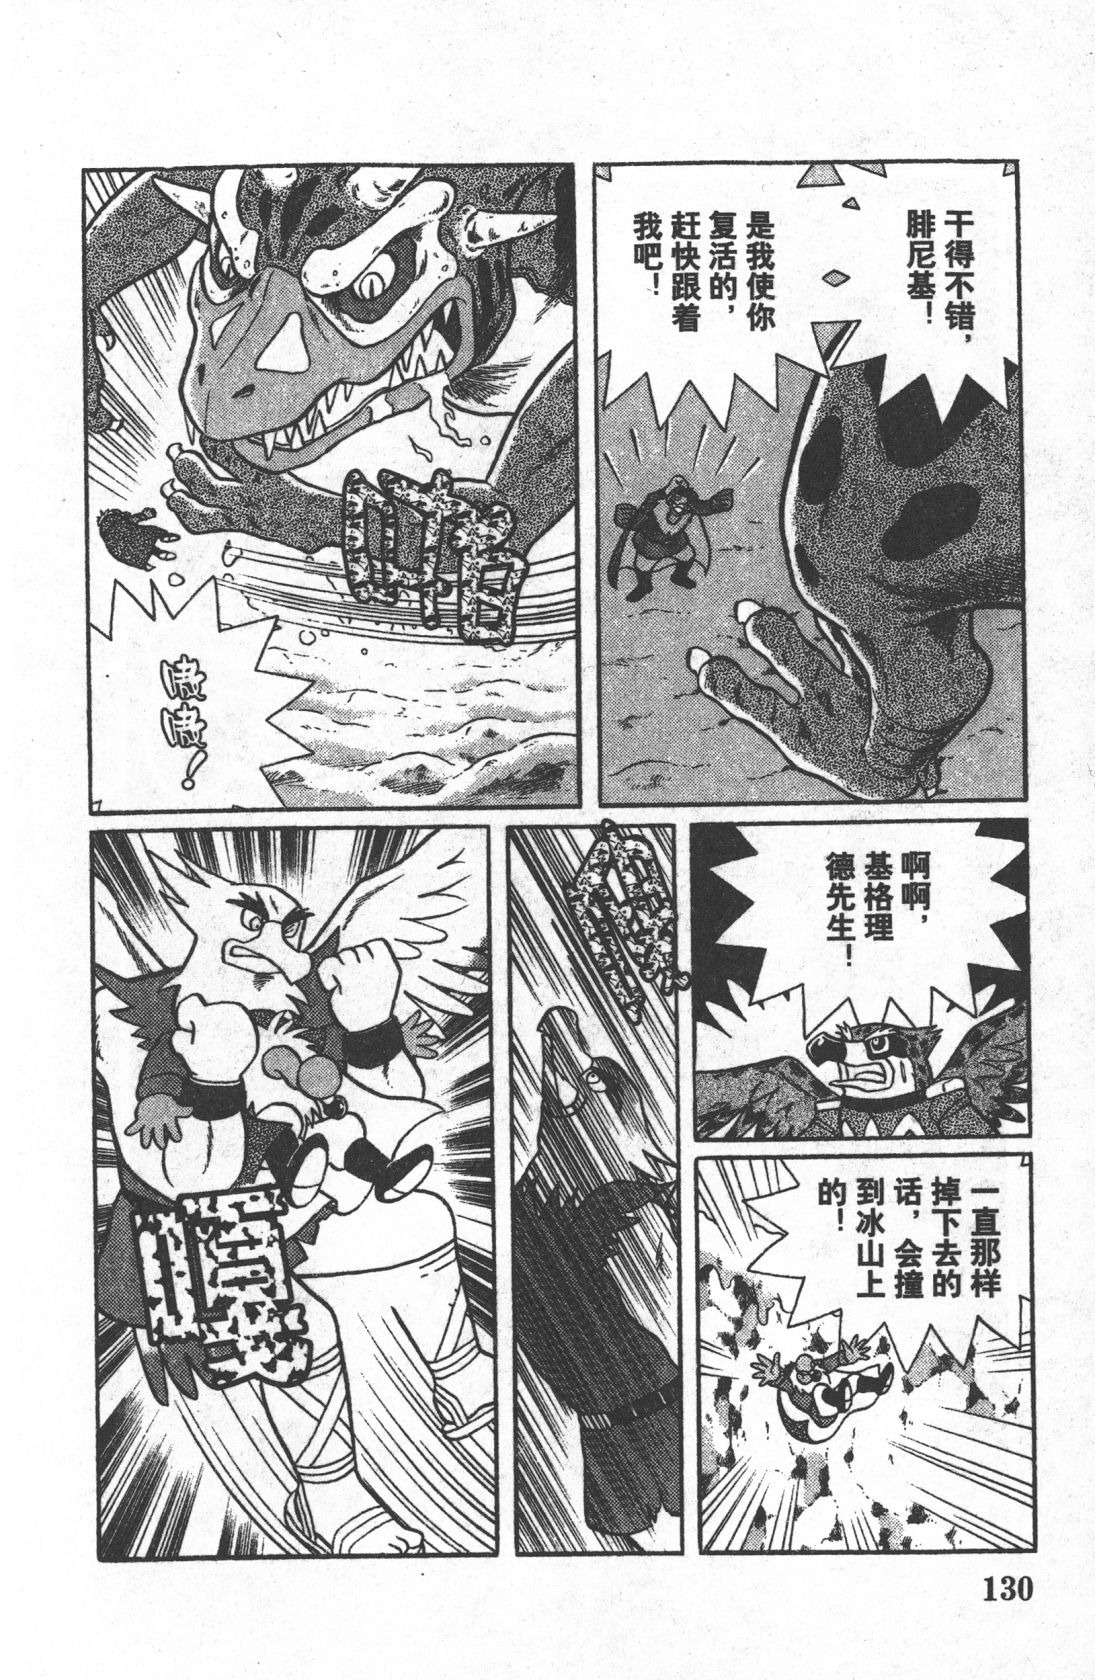 干得不错，
腓尼基！
是我使你
复活的，
赶快跟着
我吧！
啪
啊啊，
基格理
德先生！
一直那样
掉下去的
话，会撞
到冰山上
的！
130